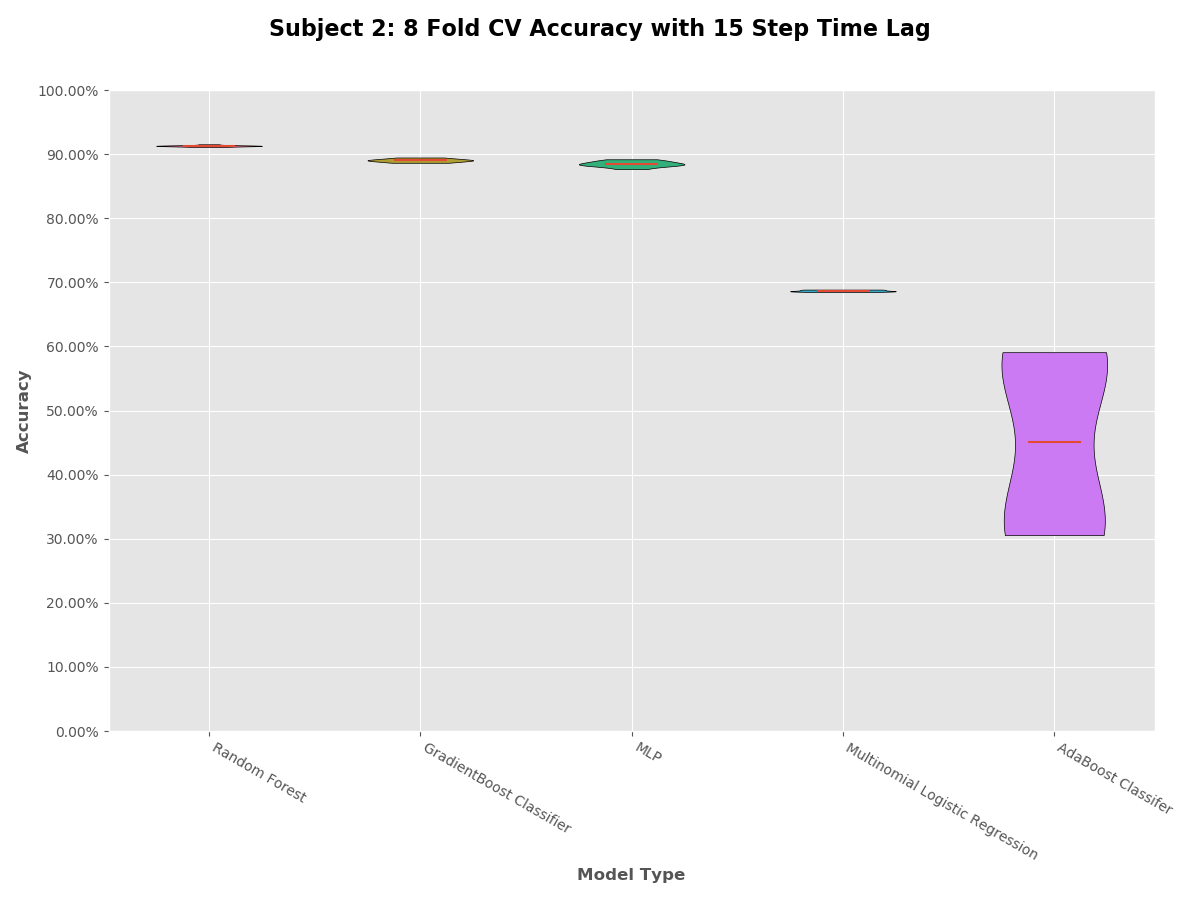 Subject 2: 8 Fold CV Accuracy with 15 Step Time Lag
100.00%
90.00%
80.00%
70.00%
60.00%
50.00%
40.00%
30.00%
20.00%
10.00%
0.00%
Accuracy
Random Forest
GradientBoost Classifier
MLP
Multinomial Logistic Regression
AdaBoost Classifer
Model Type